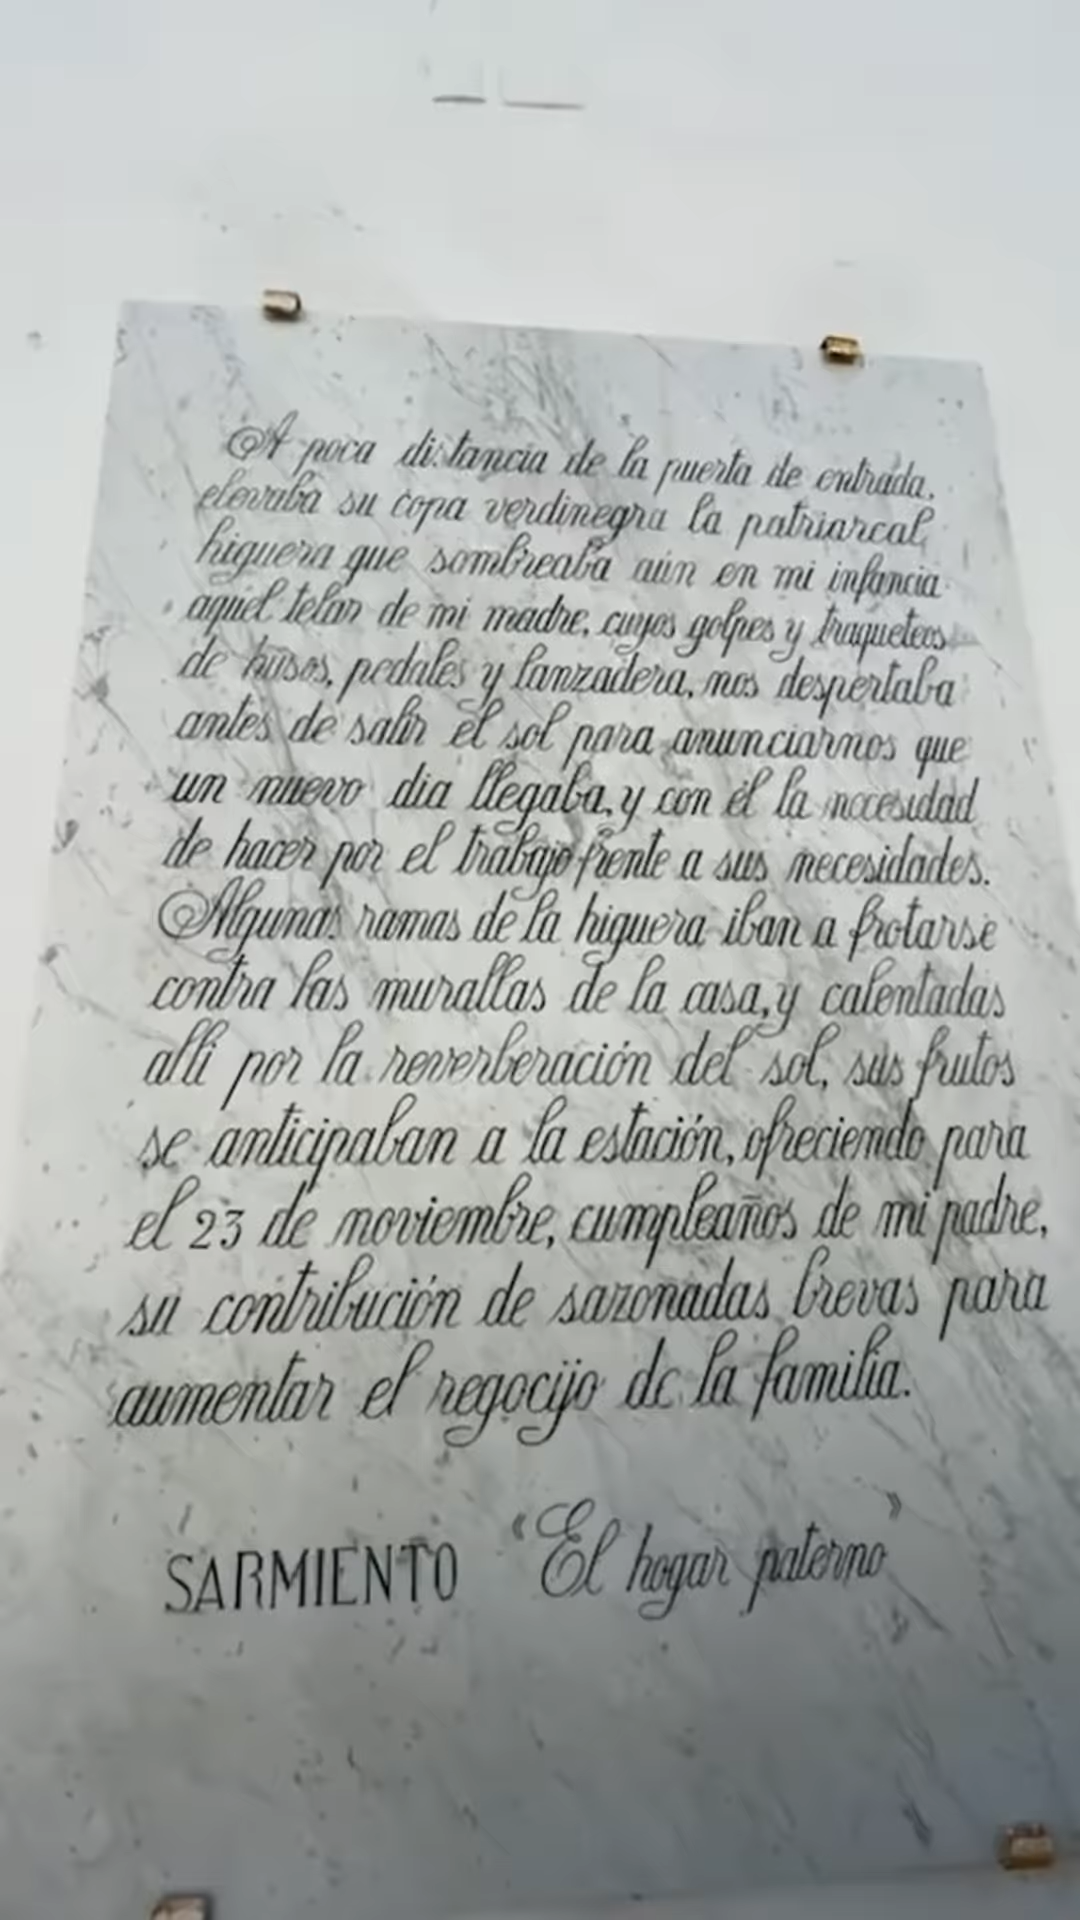 A poca distancia de la puerta de entrada,
elevaba su copa verdinegra la patriarcal
higuera que sombreaba aún en mi infancia
aquel telar de mi madre, cuyos golpes y traqueteos
de husos, pedales y lanzadera, nos despertaba
antes de salir el sol para anunciarnos que
un nuevo dia llegaba, y con él la necesidad
de hacer por el trabajo frente a sus necesidades.
Algunas ramas de la higuera iban a frotarse
contra las murallas de la casa, y calentadas
allí por la reverberación del sol, sus frutos
se anticipaban a la estación, ofreciendo para
el 23 de noviembre, cumpleaños de mi padre,
su contribución de sazonadas brevas para
aumentar el regocijo de la familia.
SARMIENTO "El hogar paterno"